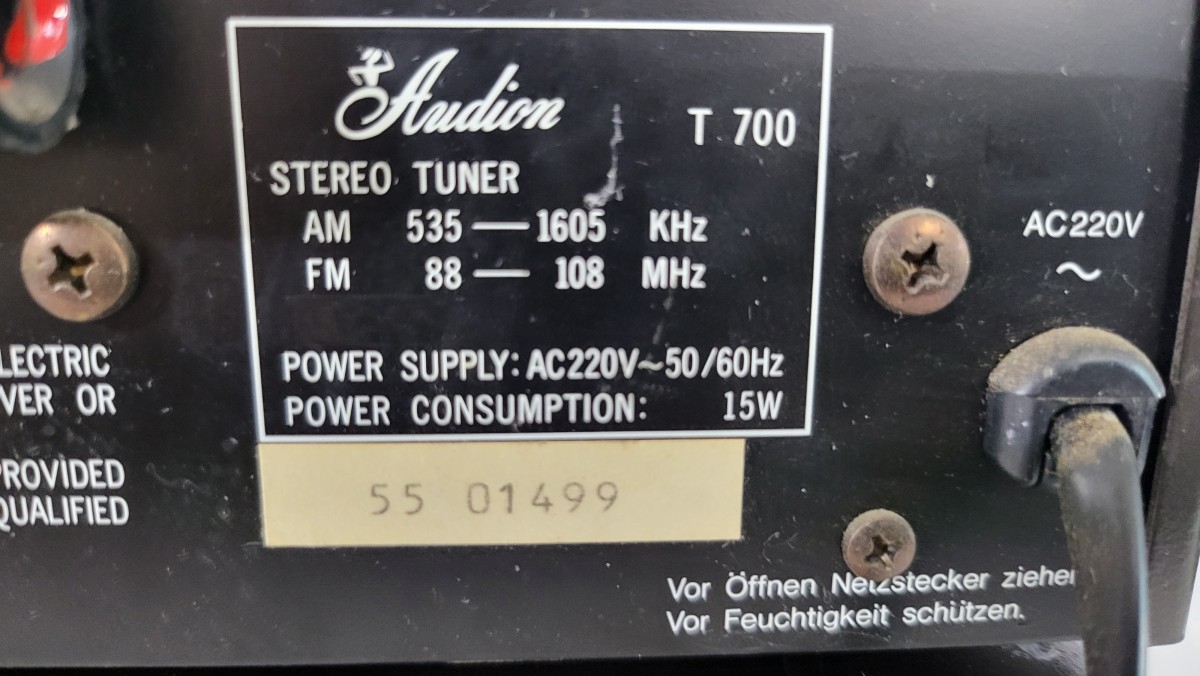 Audion
T 700
STEREO TUNER
AM 535 — 1605 KHz
FM 88 — 108 MHz
POWER SUPPLY: AC220V~50/60Hz
POWER CONSUMPTION: 15W
55 01499
AC220V
~
LECTRIC
VER OR
PROVIDED
QUALIFIED
Vor Öffnen Netzstecker ziehen
Vor Feuchtigkeit schützen.